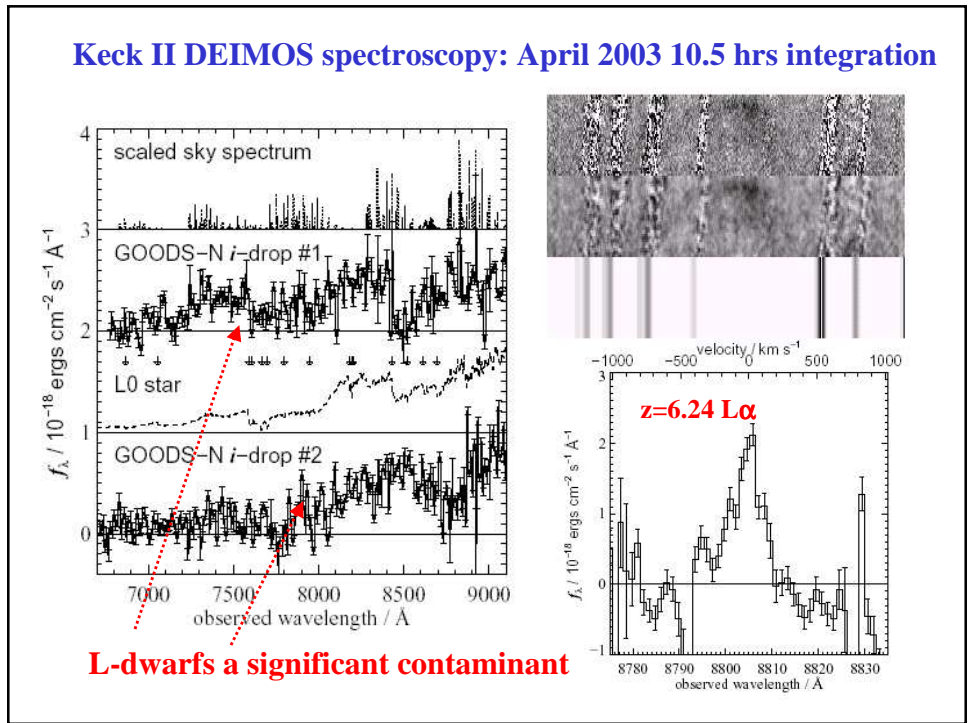 Keck II DEIMOS spectroscopy: April 2003 10.5 hrs integration
4
3
2
1
0
fλ / 10⁻¹⁸ ergs cm⁻² s⁻¹ Å⁻¹
scaled sky spectrum
GOODS−N i−drop #1
L0 star
GOODS−N i−drop #2
7000 7500 8000 8500 9000
observed wavelength / Å
L-dwarfs a significant contaminant
velocity / km s⁻¹
−1000 −500 0 500 1000
3
2
1
0
−1
fλ / 10⁻¹⁸ ergs cm⁻² s⁻¹ Å⁻¹
z=6.24 Lα
8780 8790 8800 8810 8820 8830
observed wavelength / Å